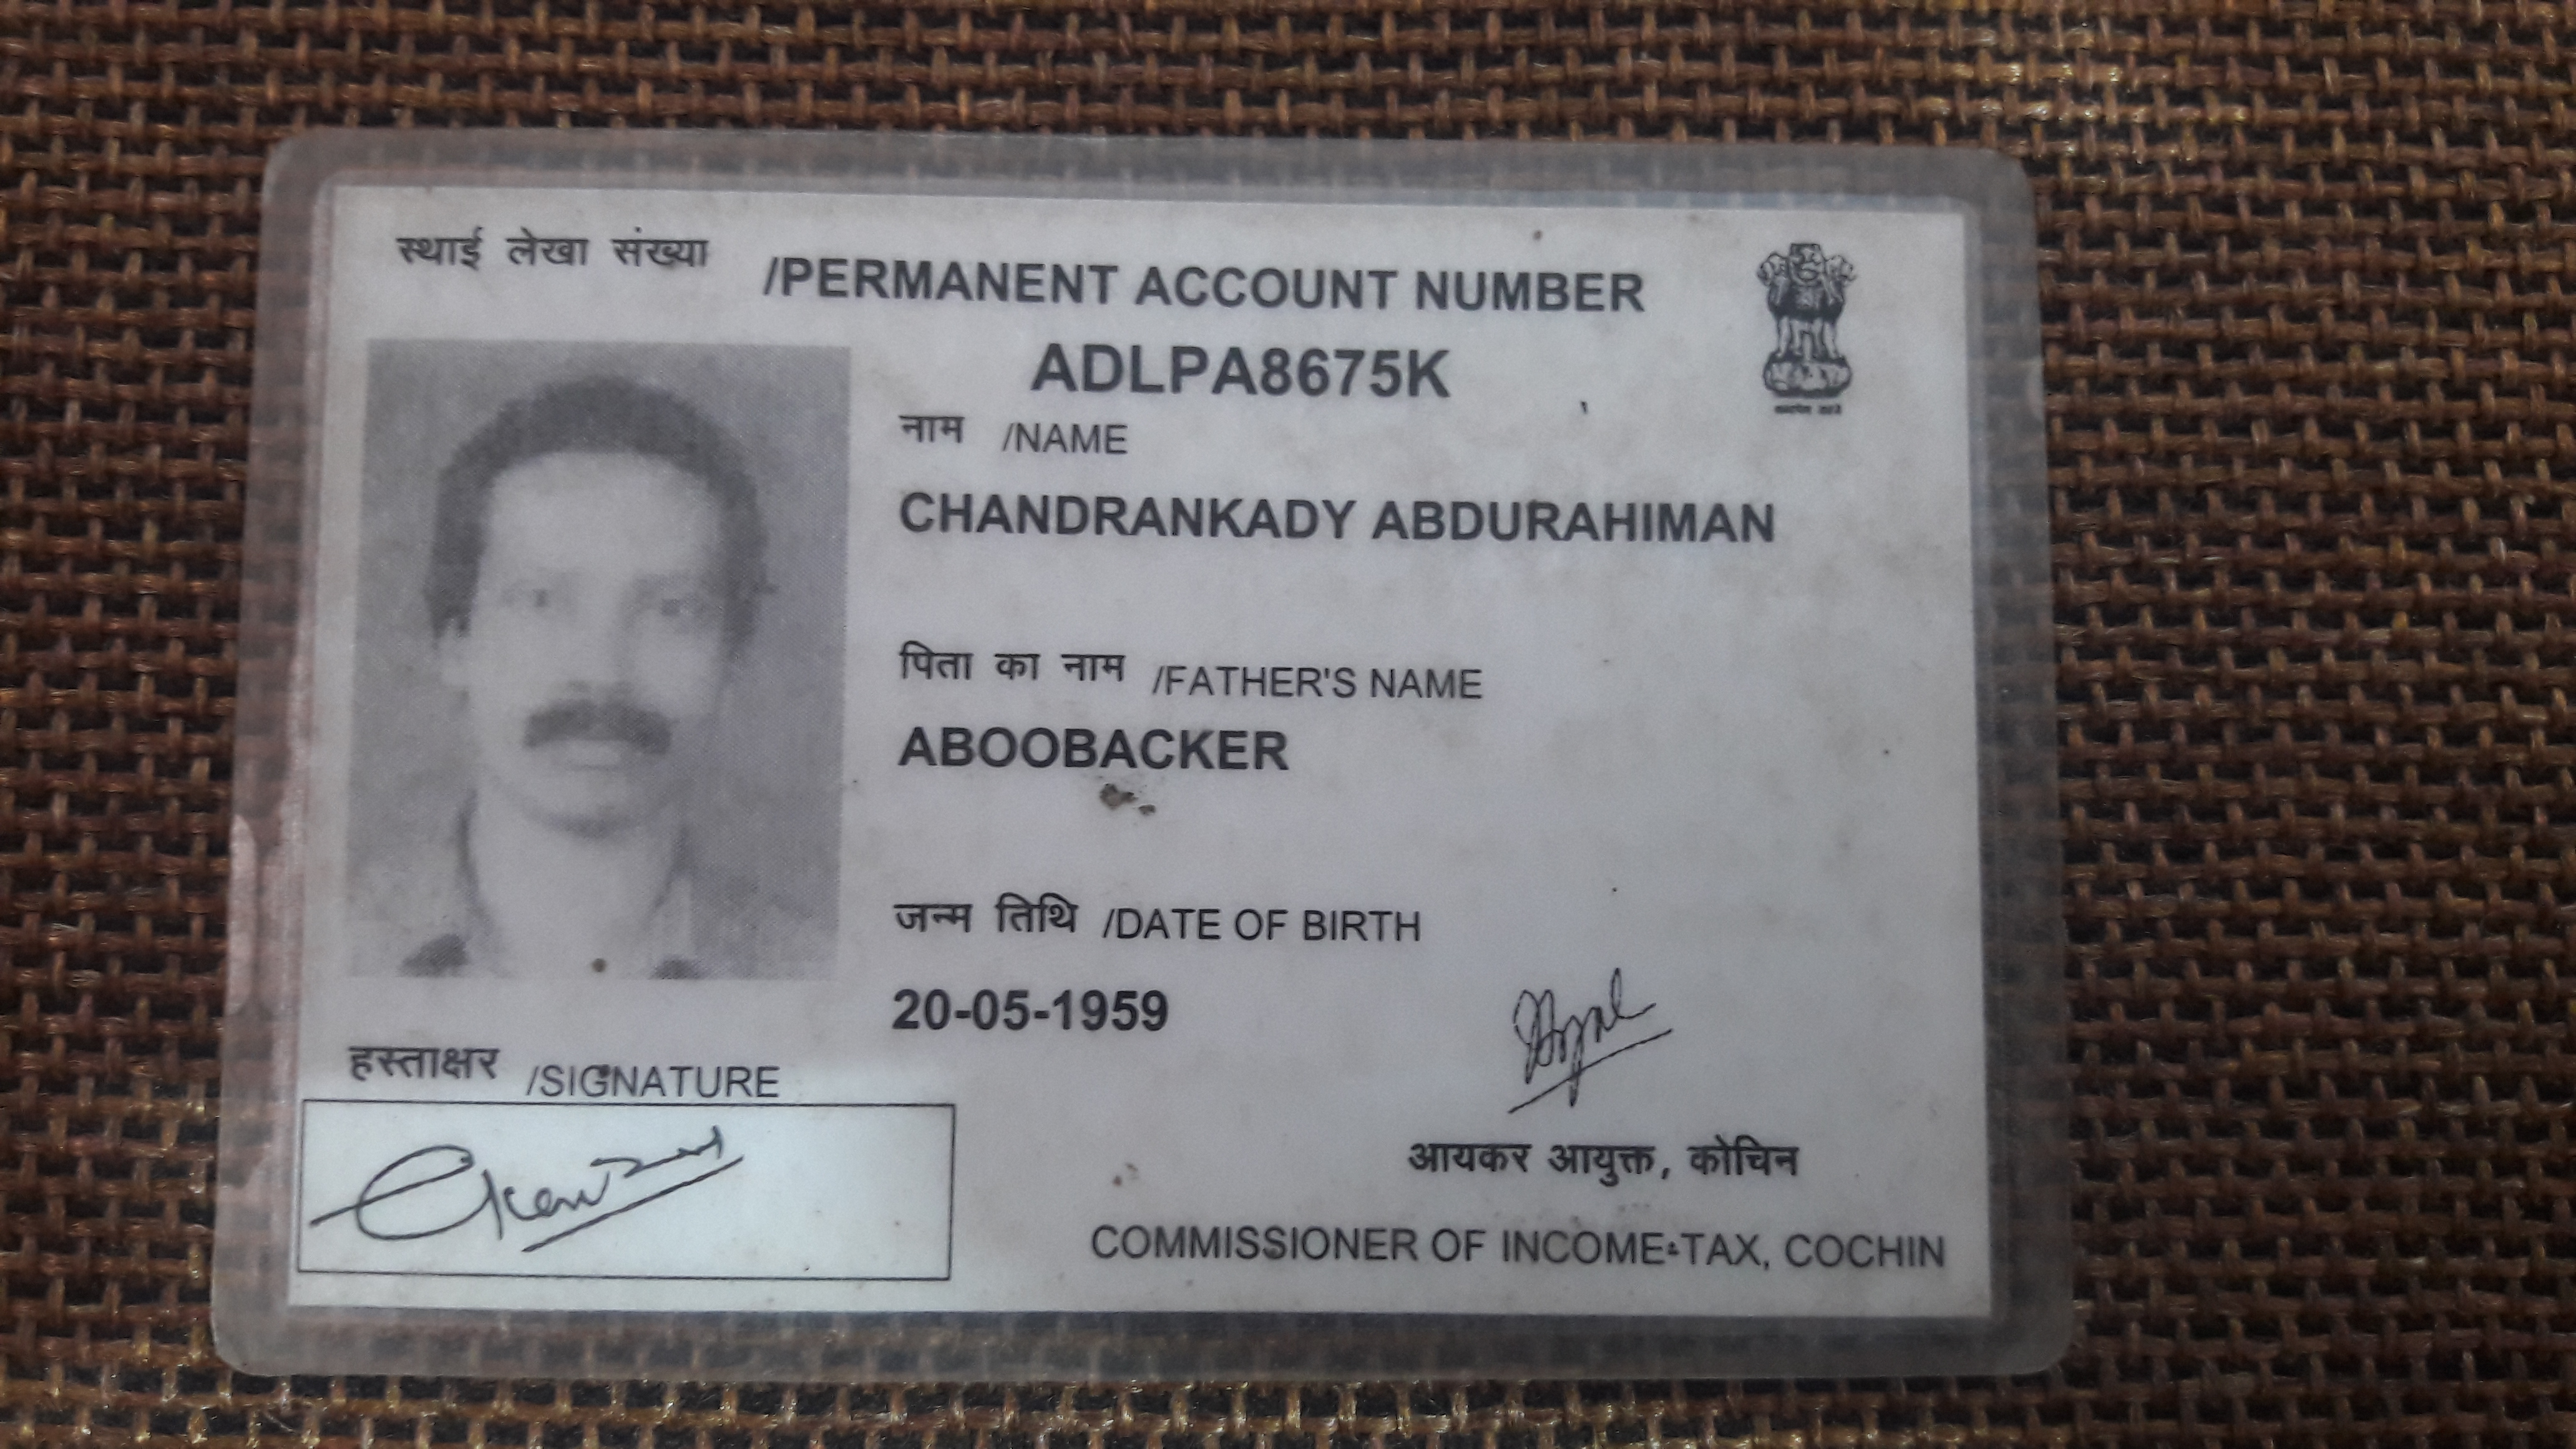 स्थाई लेखा संख्या /PERMANENT ACCOUNT NUMBER
ADLPA8675K
नाम /NAME
CHANDRANKADY ABDURAHIMAN
पिता का नाम /FATHER'S NAME
ABOOBACKER
जन्म तिथि /DATE OF BIRTH
20-05-1959
हस्ताक्षर /SIGNATURE
आयकर आयुक्त, कोचिन
COMMISSIONER OF INCOME-TAX, COCHIN